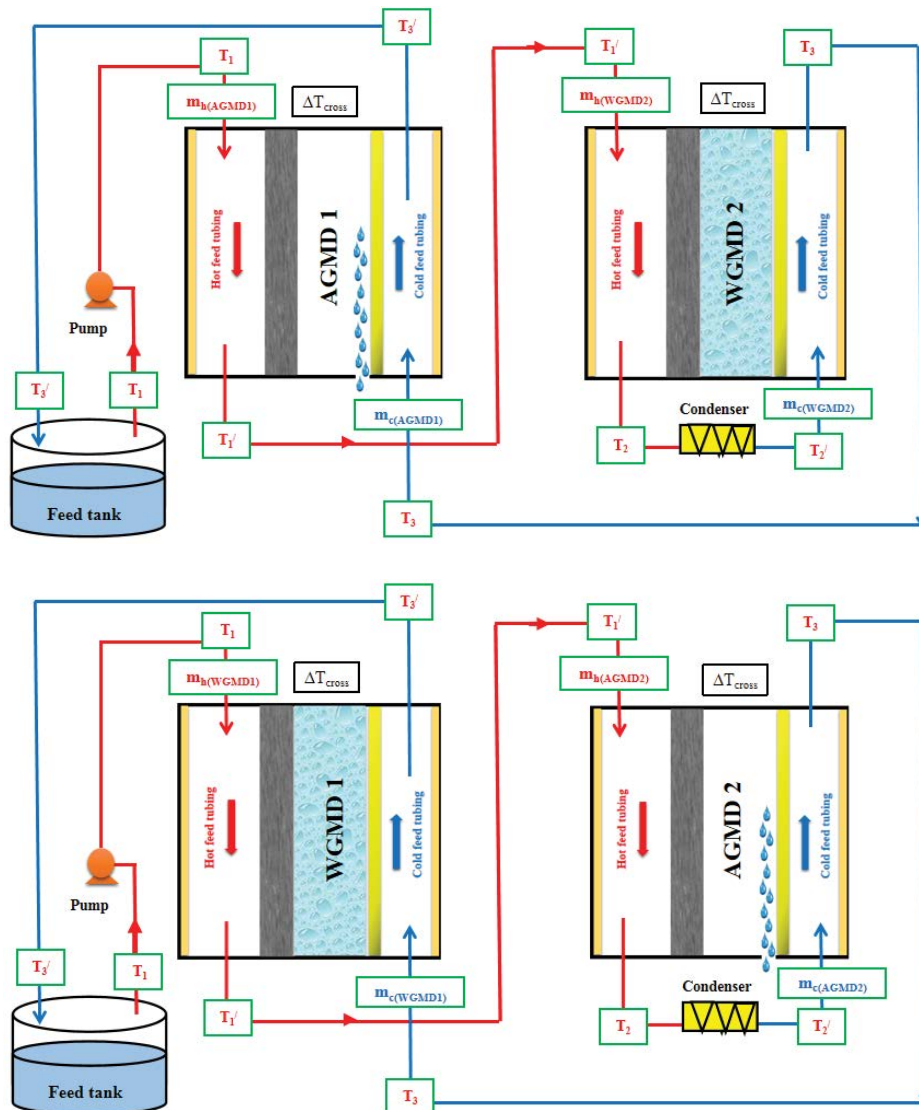 T3/
T1
T1/
T3
mh(AGMD1)
ΔTcross
mh(WGMD2)
ΔTcross
Hot feed tubing
AGMD 1
Cold feed tubing
Hot feed tubing
WGMD 2
Cold feed tubing
Pump
T3/
T1
mc(AGMD1)
Condenser
mc(WGMD2)
T1/
T2
T2/
Feed tank
T3
T3/
T1
T1/
T3
mh(WGMD1)
ΔTcross
mh(AGMD2)
ΔTcross
Hot feed tubing
WGMD 1
Cold feed tubing
Hot feed tubing
AGMD 2
Cold feed tubing
Pump
T3/
T1
mc(WGMD1)
Condenser
mc(AGMD2)
T1/
T2
T2/
Feed tank
T3